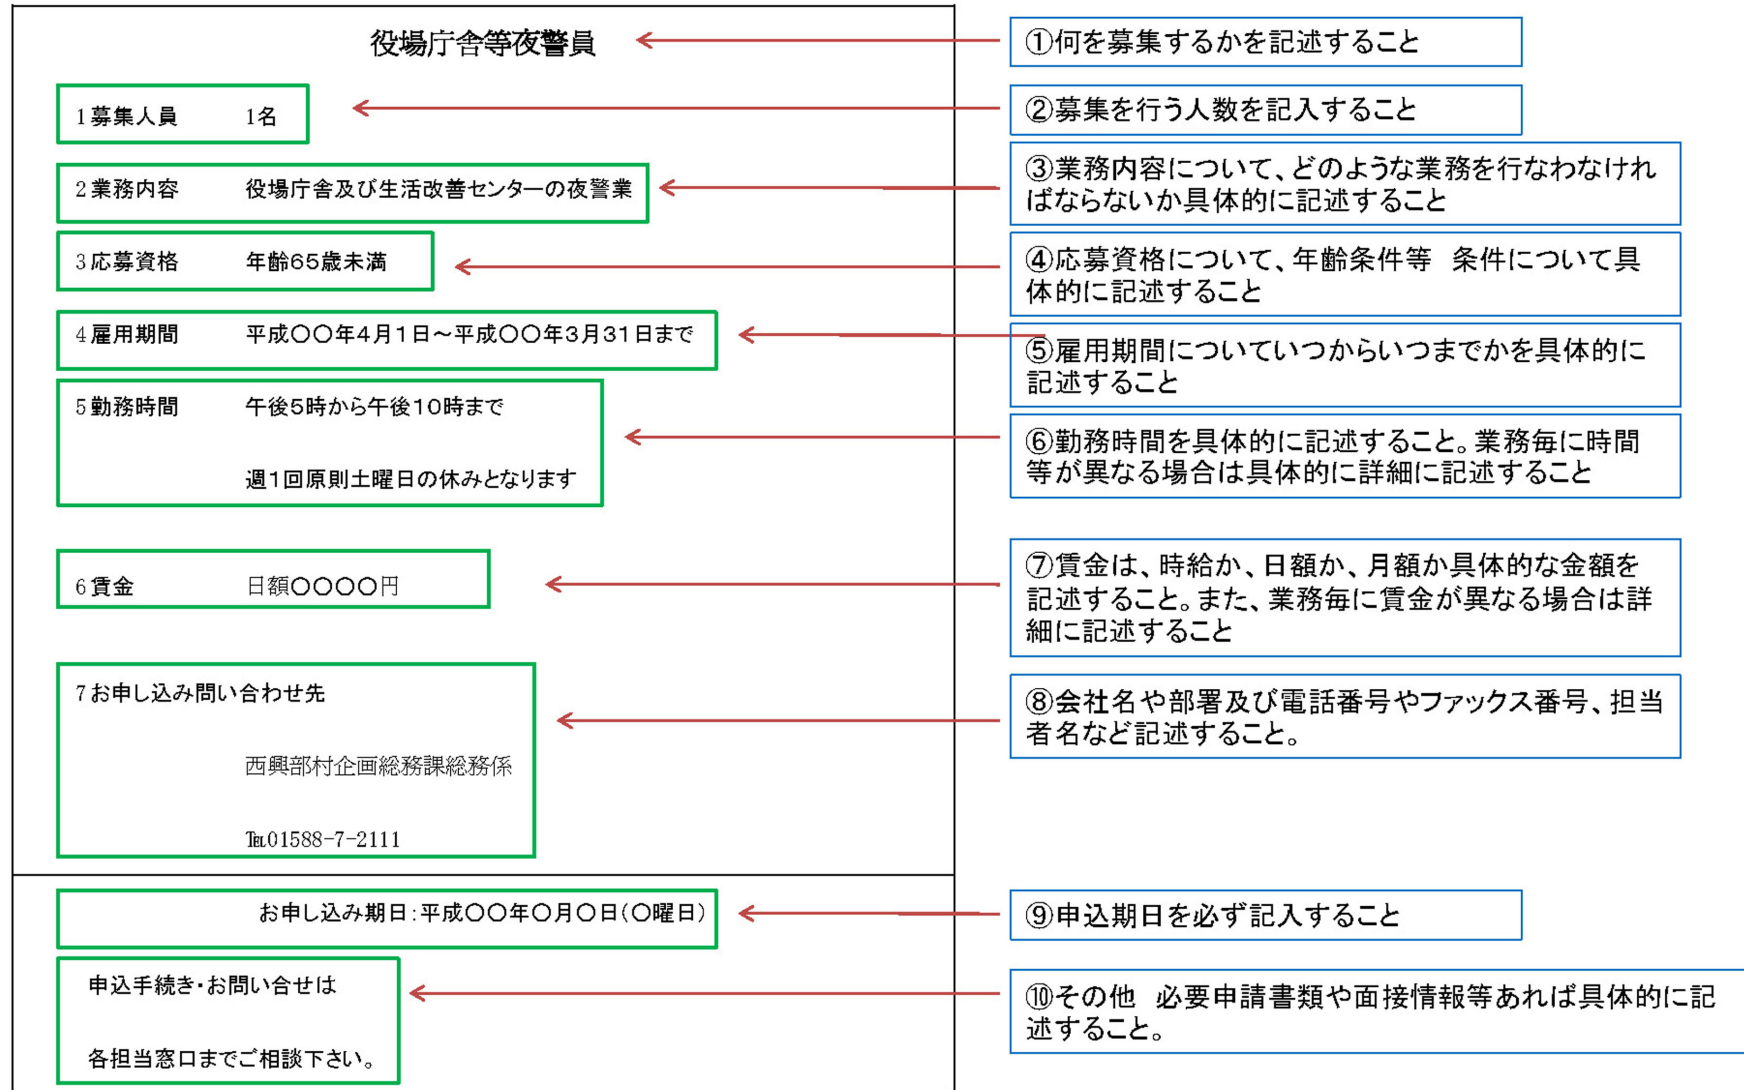 役場庁舎等夜警員
①何を募集するかを記述すること
1募集人員 1名
②募集を行う人数を記入すること
2業務内容 役場庁舎及び生活改善センターの夜警業
③業務内容について、どのような業務を行なわなけれ
ばならないか具体的に記述すること
3応募資格 年齢65歳未満
④応募資格について、年齢条件等 条件について具
体的に記述すること
4雇用期間 平成〇〇年4月1日~平成〇〇年3月31日まで
⑤雇用期間についていつからいつまでかを具体的に
記述すること
5勤務時間 午後5時から午後10時まで
週1回原則土曜日の休みとなります
⑥勤務時間を具体的に記述すること。業務毎に時間
等が異なる場合は具体的に詳細に記述すること
6賃金 日額〇〇〇〇円
⑦賃金は、時給か、日額か、月額か具体的な金額を
記述すること。また、業務毎に賃金が異なる場合は詳
細に記述すること
7お申し込み問い合わせ先
西興部村企画総務課総務係
℡01588-7-2111
⑧会社名や部署及び電話番号やファックス番号、担当
者名など記述すること。
お申し込み期日:平成〇〇年〇月〇日(〇曜日)
⑨申込期日を必ず記入すること
申込手続き・お問い合せは
各担当窓口までご相談下さい。
⑩その他 必要申請書類や面接情報等あれば具体的に記
述すること。